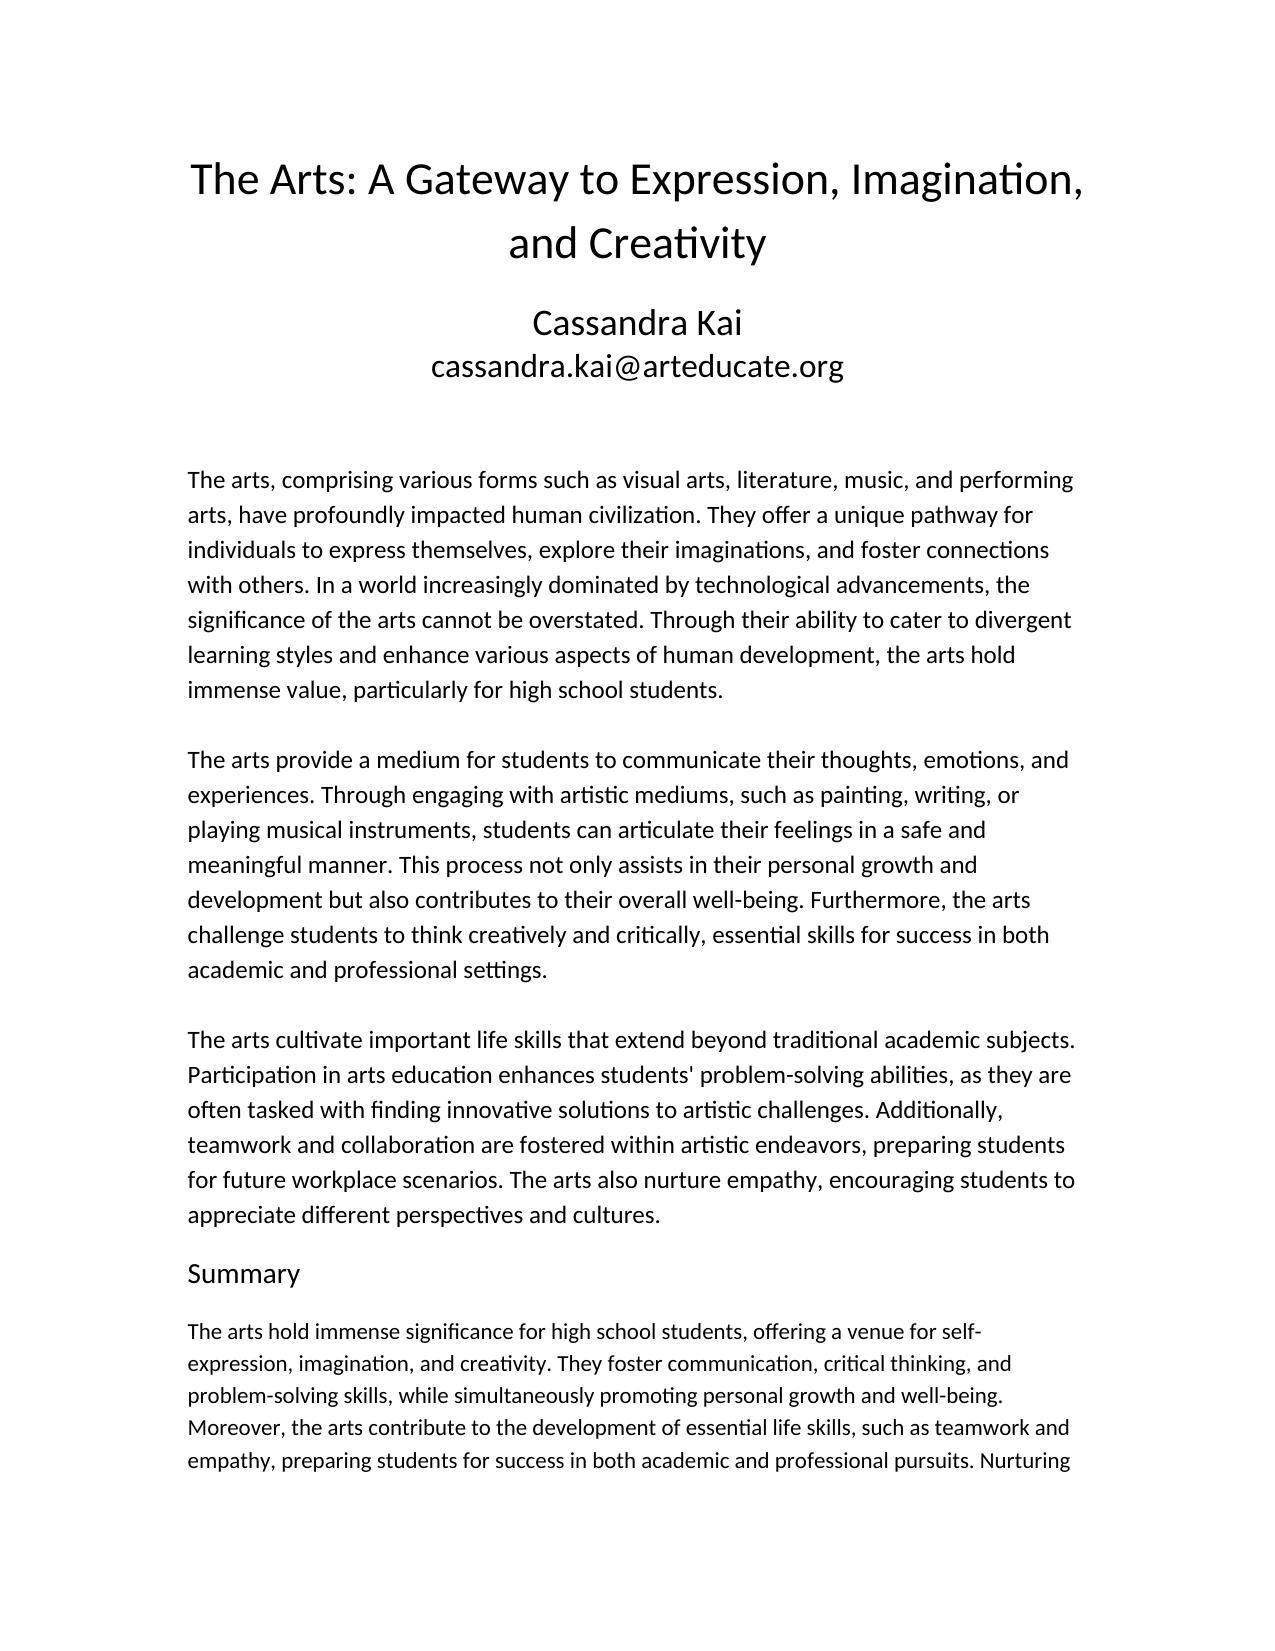 The Arts: A Gateway to Expression, Imagination,
and Creativity
Cassandra Kai
cassandra.kai@arteducate.org
The arts, comprising various forms such as visual arts, literature, music, and performing
arts, have profoundly impacted human civilization. They offer a unique pathway for
individuals to express themselves, explore their imaginations, and foster connections
with others. In a world increasingly dominated by technological advancements, the
significance of the arts cannot be overstated. Through their ability to cater to divergent
learning styles and enhance various aspects of human development, the arts hold
immense value, particularly for high school students.
The arts provide a medium for students to communicate their thoughts, emotions, and
experiences. Through engaging with artistic mediums, such as painting, writing, or
playing musical instruments, students can articulate their feelings in a safe and
meaningful manner. This process not only assists in their personal growth and
development but also contributes to their overall well-being. Furthermore, the arts
challenge students to think creatively and critically, essential skills for success in both
academic and professional settings.
The arts cultivate important life skills that extend beyond traditional academic subjects.
Participation in arts education enhances students' problem-solving abilities, as they are
often tasked with finding innovative solutions to artistic challenges. Additionally,
teamwork and collaboration are fostered within artistic endeavors, preparing students
for future workplace scenarios. The arts also nurture empathy, encouraging students to
appreciate different perspectives and cultures.
Summary
The arts hold immense significance for high school students, offering a venue for self-
expression, imagination, and creativity. They foster communication, critical thinking, and
problem-solving skills, while simultaneously promoting personal growth and well-being.
Moreover, the arts contribute to the development of essential life skills, such as teamwork and
empathy, preparing students for success in both academic and professional pursuits. Nurturing